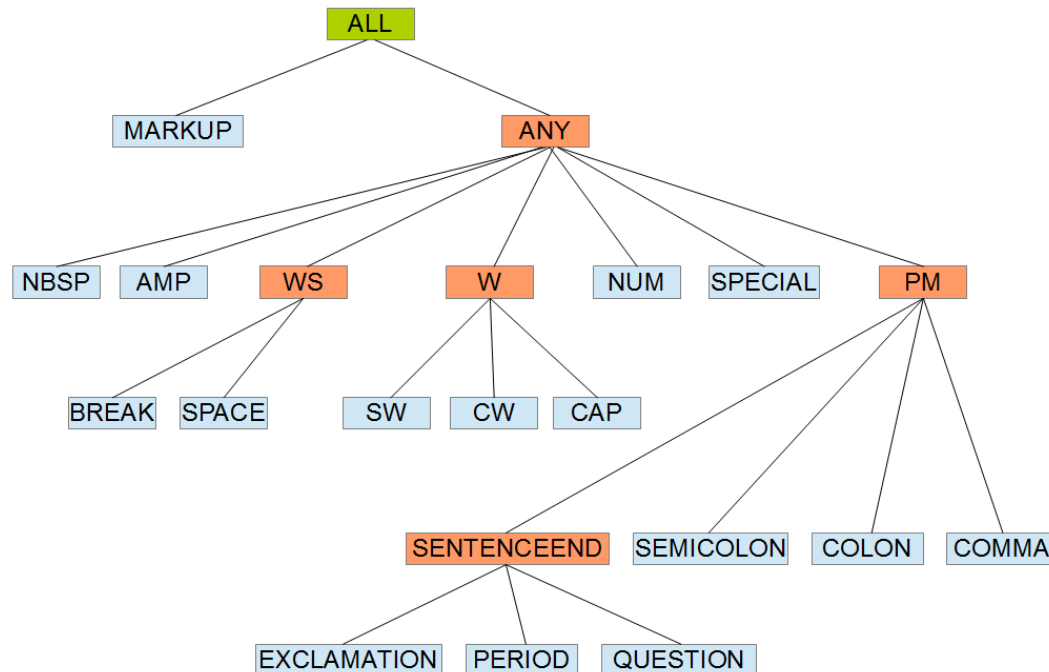 ALL
MARKUP ANY
NBSP AMP WS W NUM SPECIAL PM
BREAK SPACE SW CW CAP
SENTENCEEND SEMICOLON COLON COMMA
EXCLAMATION PERIOD QUESTION